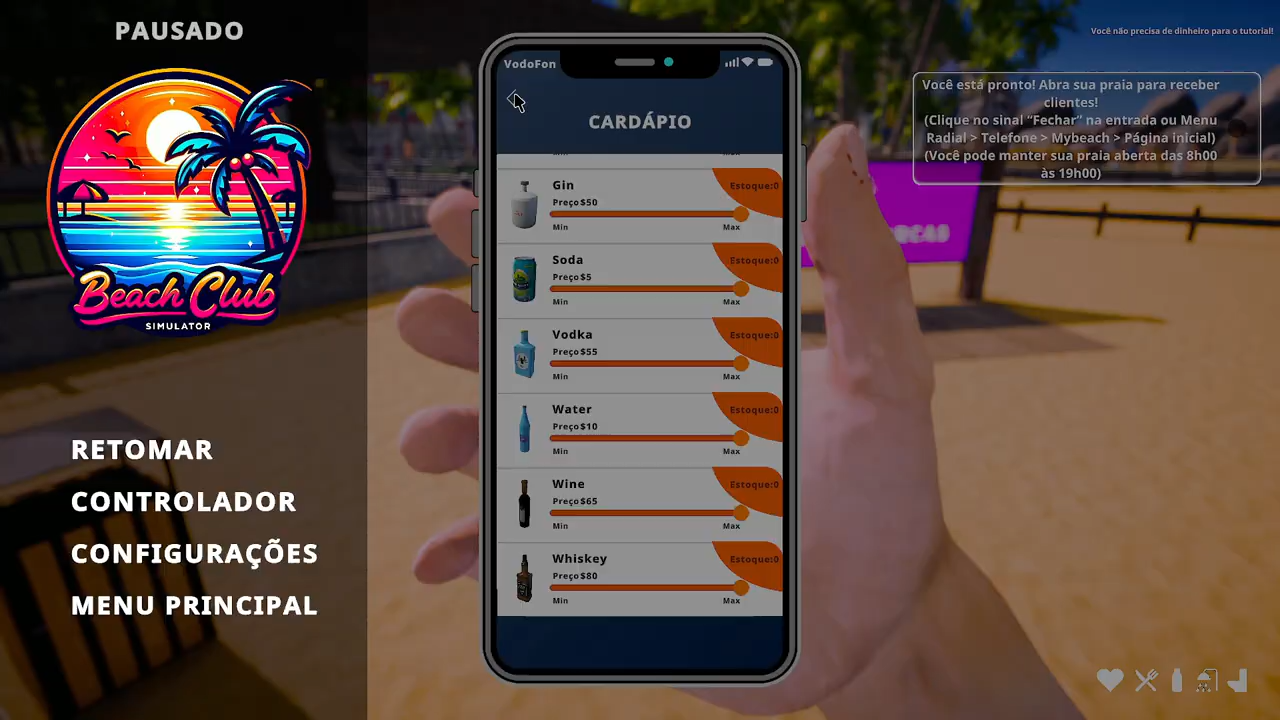 PAUSADO
Beach Club
SIMULATOR
RETOMAR
CONTROLADOR
CONFIGURAÇÕES
MENU PRINCIPAL
VodoFon
CARDÁPIO
Gin
Estoque:0
Preço$50
Min
Max
Soda
Estoque:0
Preço$5
Min
Max
Vodka
Estoque:0
Preço$55
Min
Max
Water
Estoque:0
Preço$10
Min
Max
Wine
Estoque:0
Preço$65
Min
Max
Whiskey
Estoque:0
Preço$80
Min
Max
Você não precisa de dinheiro para o tutorial!
Você está pronto! Abra sua praia para receber
clientes!
(Clique no sinal “Fechar” na entrada ou Menu
Radial > Telefone > Mybeach > Página inicial)
(Você pode manter sua praia aberta das 8h00
às 19h00)